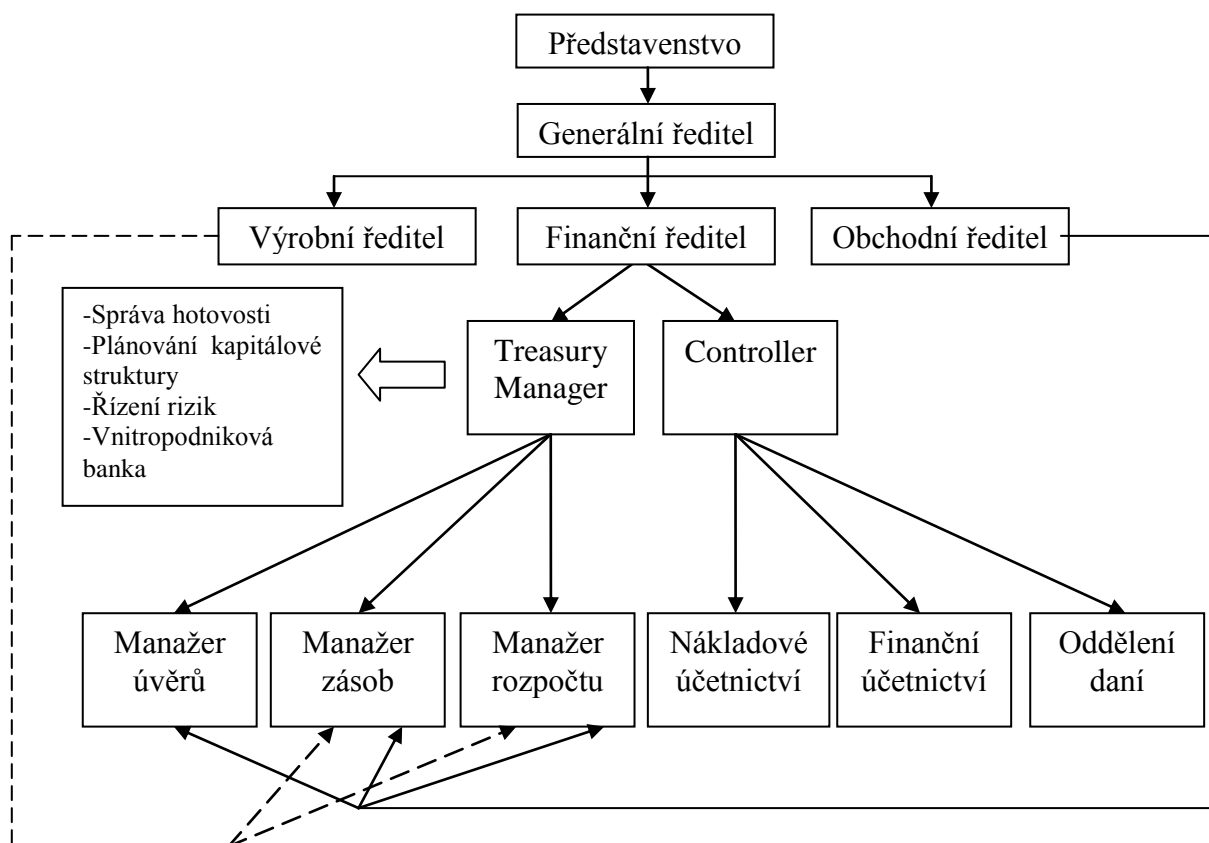 Představenstvo
Generální ředitel
Výrobní ředitel
Finanční ředitel
Obchodní ředitel
-Správa hotovosti
-Plánování kapitálové
struktury
-Řízení rizik
-Vnitropodniková
banka
Treasury
Manager
Controller
Manažer
úvěrů
Manažer
zásob
Manažer
rozpočtu
Nákladové
účetnictví
Finanční
účetnictví
Oddělení
daní